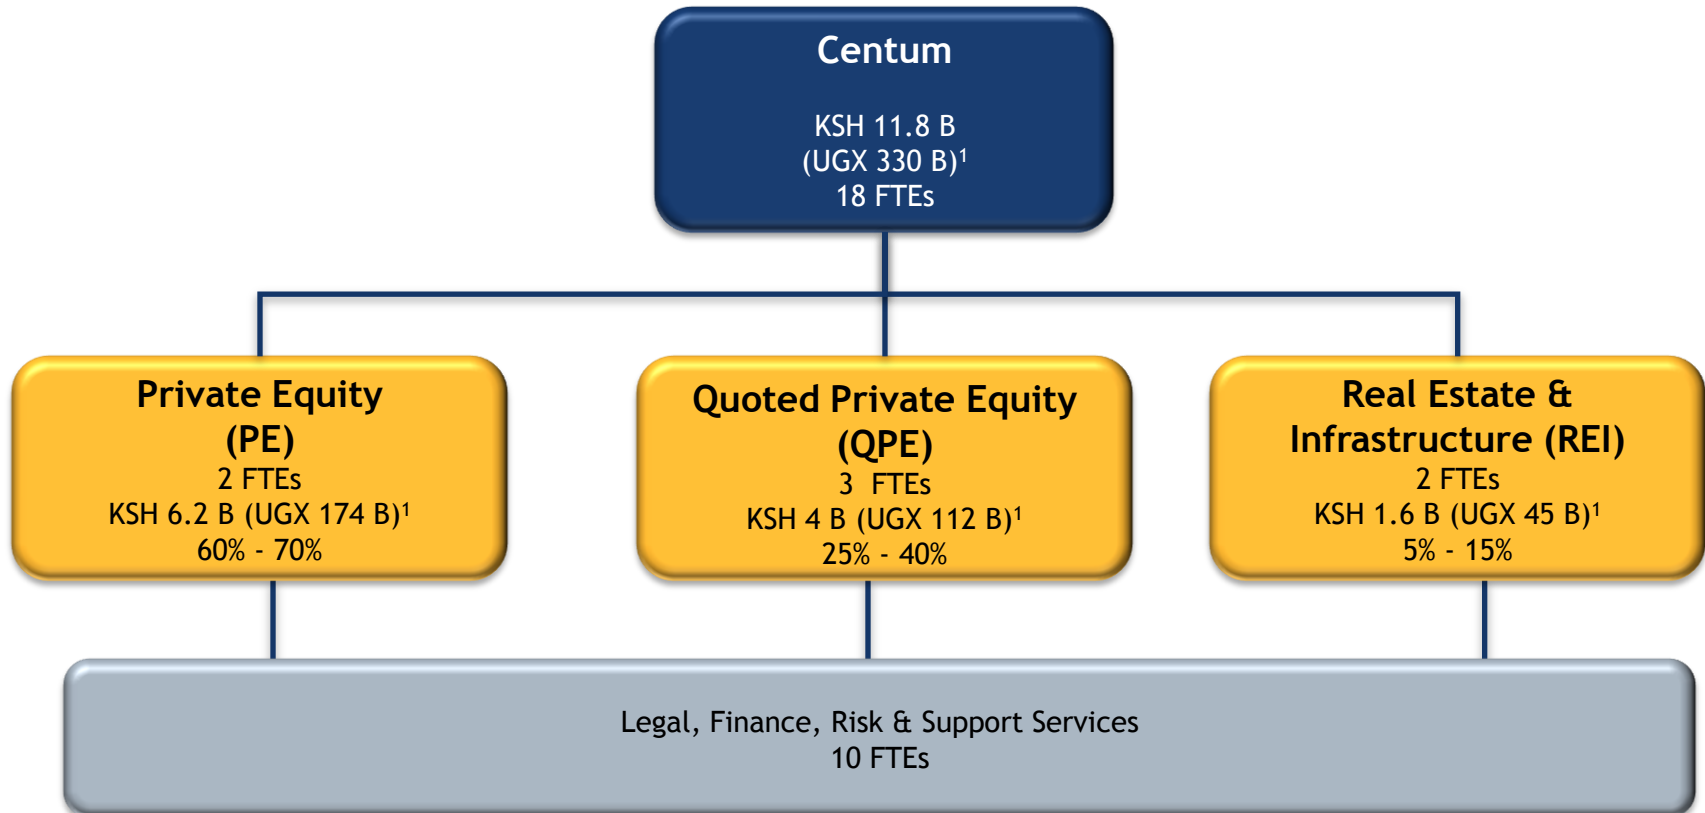 Centum
KSH 11.8 B
(UGX 330 B)¹
18 FTEs
Private Equity
(PE)
2 FTEs
KSH 6.2 B (UGX 174 B)¹
60% - 70%
Quoted Private Equity
(QPE)
3 FTEs
KSH 4 B (UGX 112 B)¹
25% - 40%
Real Estate &
Infrastructure (REI)
2 FTEs
KSH 1.6 B (UGX 45 B)¹
5% - 15%
Legal, Finance, Risk & Support Services
10 FTEs